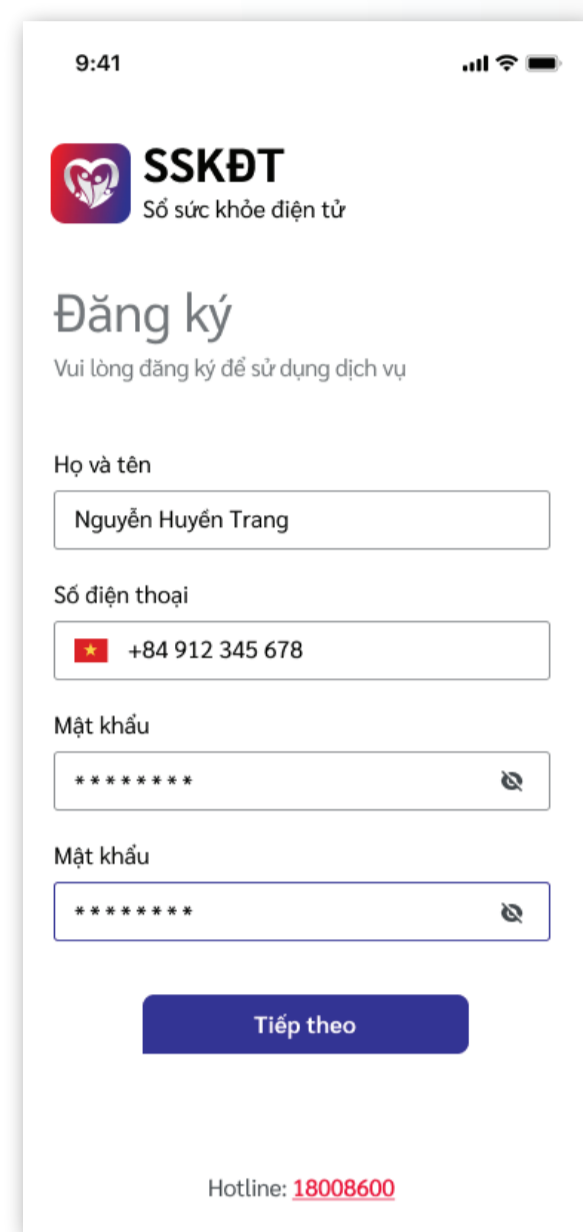 9:41
SSKĐT
Sổ sức khỏe điện tử
Đăng ký
Vui lòng đăng ký để sử dụng dịch vụ
Họ và tên
Nguyễn Huyền Trang
Số điện thoại
+84 912 345 678
Mật khẩu
********
Mật khẩu
********
Tiếp theo
Hotline: 18008600